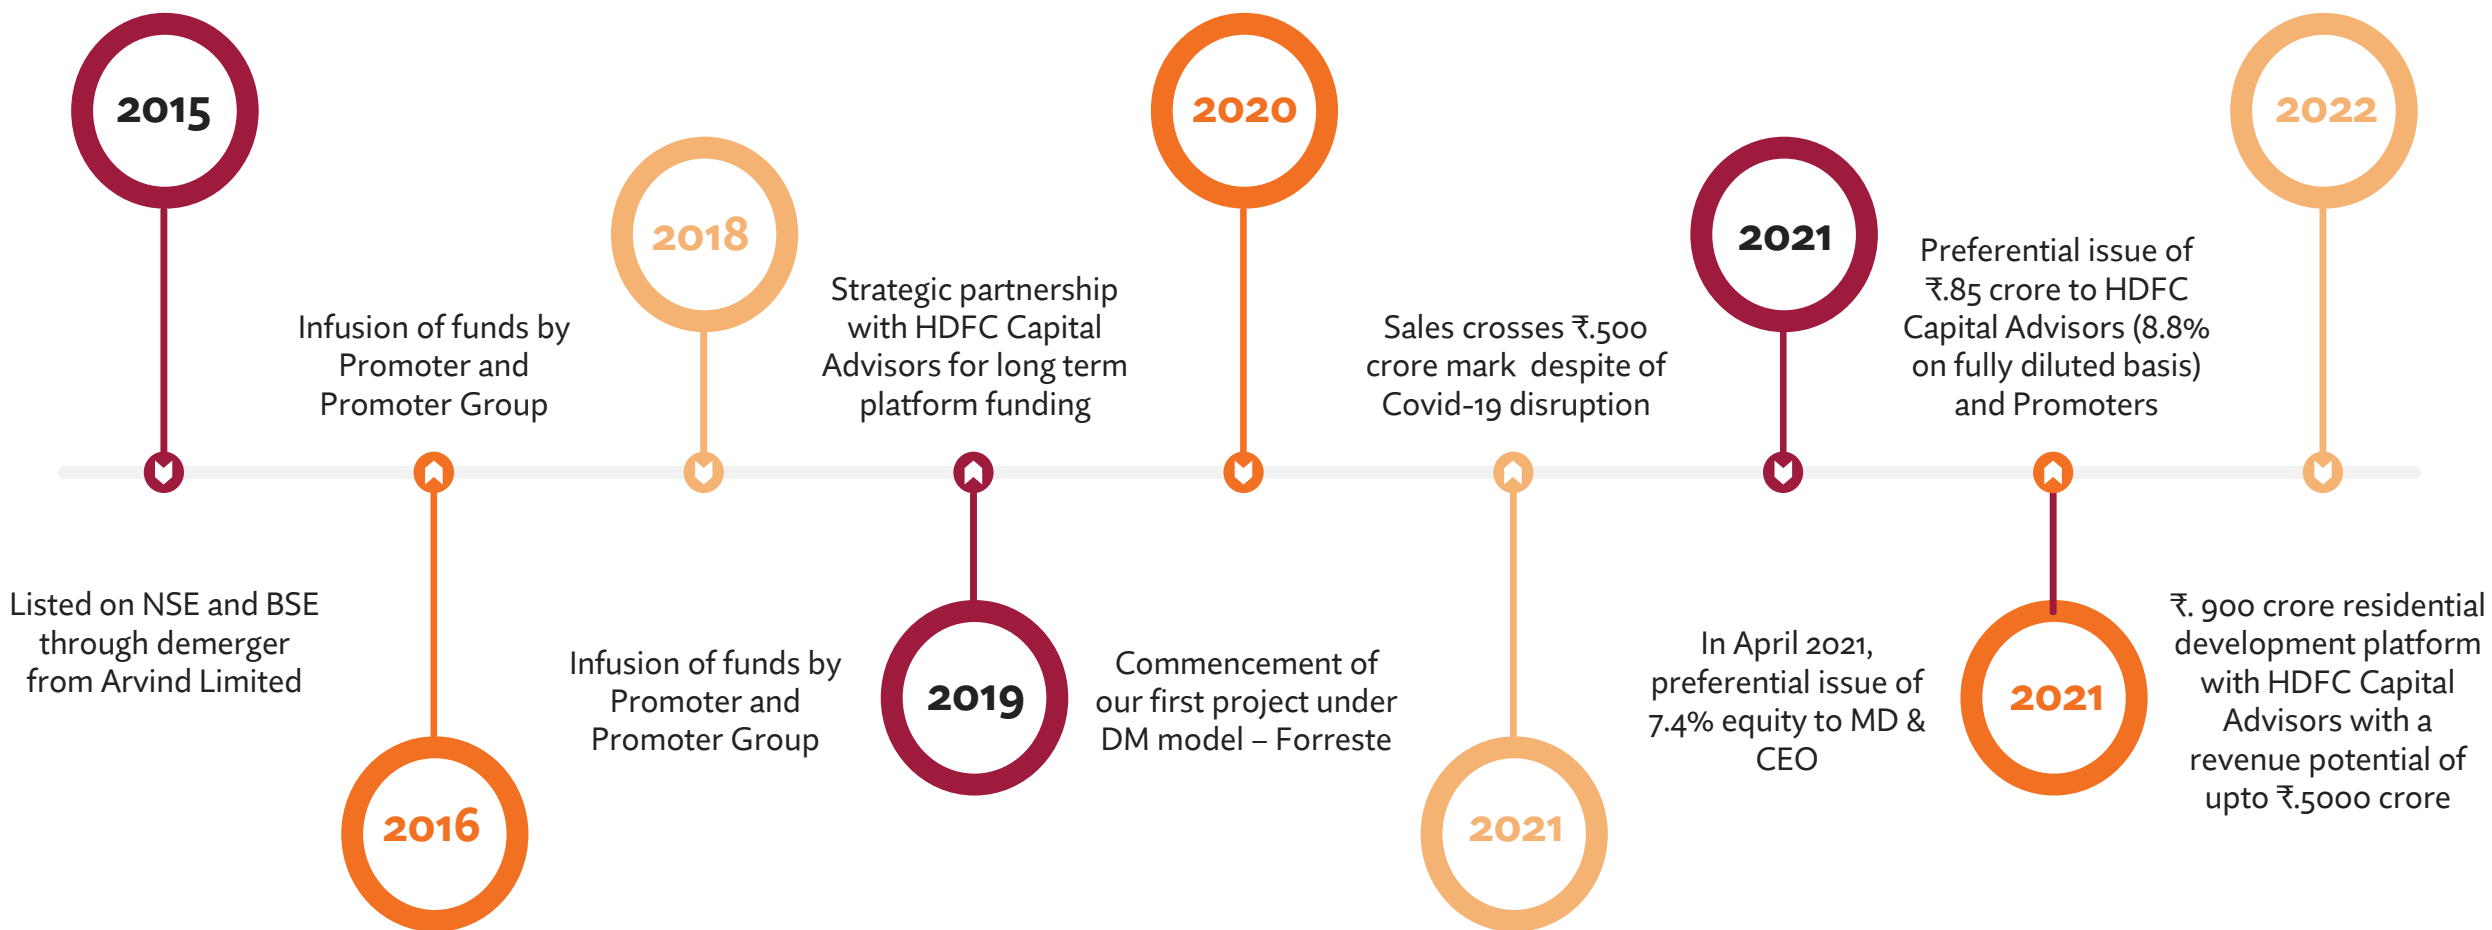 2015
Listed on NSE and BSE
through demerger
from Arvind Limited
Infusion of funds by
Promoter and
Promoter Group
2016
2018
Infusion of funds by
Promoter and
Promoter Group
Strategic partnership
with HDFC Capital
Advisors for long term
platform funding
2019
2020
Commencement of
our first project under
DM model – Forreste
Sales crosses ₹.500
crore mark despite of
Covid-19 disruption
2021
2021
In April 2021,
preferential issue of
7.4% equity to MD &
CEO
Preferential issue of
₹.85 crore to HDFC
Capital Advisors (8.8%
on fully diluted basis)
and Promoters
2021
2022
₹. 900 crore residential
development platform
with HDFC Capital
Advisors with a
revenue potential of
upto ₹.5000 crore